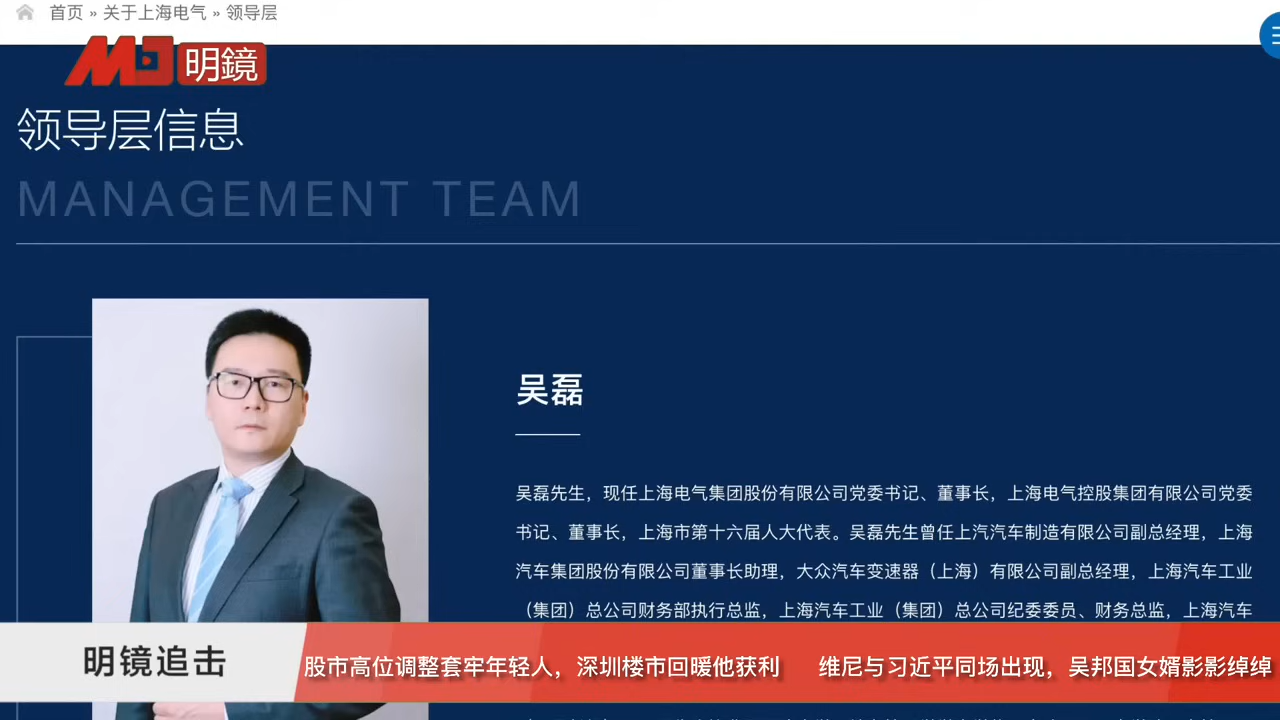 首页 » 关于上海电气 » 领导层
明鏡
领导层信息
MANAGEMENT TEAM
吴磊
吴磊先生，现任上海电气集团股份有限公司党委书记、董事长，上海电气控股集团有限公司党委
书记、董事长，上海市第十六届人大代表。吴磊先生曾任上汽汽车制造有限公司副总经理，上海
汽车集团股份有限公司董事长助理，大众汽车变速器（上海）有限公司副总经理，上海汽车工业
（集团）总公司财务部执行总监，上海汽车工业（集团）总公司纪委委员、财务总监，上海汽车
明镜追击
股市高位调整套牢年轻人，深圳楼市回暖他获利 维尼与习近平同场出现，吴邦国女婿影影绰绰